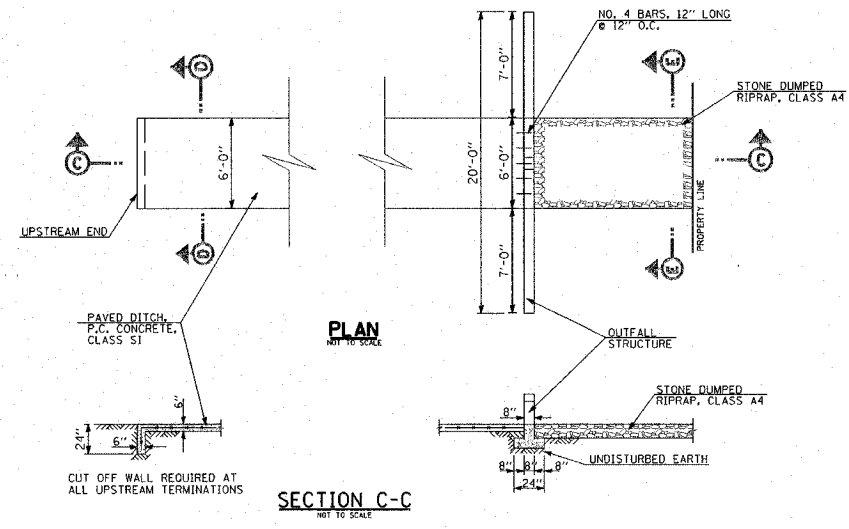 NO. 4 BARS, 12" LONG
@ 12" O.C.
D
E
7'-0"
STONE DUMPED
RIPRAP, CLASS A4
C
6'-0"
20'-0"
6'-0"
C
PROPERTY LINE
UPSTREAM END
D
7'-0"
E
PAVED DITCH,
P.C. CONCRETE,
CLASS SI
PLAN
NOT TO SCALE
OUTFALL
STRUCTURE
6"
24"
6"
8"
STONE DUMPED
RIPRAP, CLASS A4
UNDISTURBED EARTH
8"
8"
8"
24"
CUT OFF WALL REQUIRED AT
ALL UPSTREAM TERMINATIONS
SECTION C-C
NOT TO SCALE